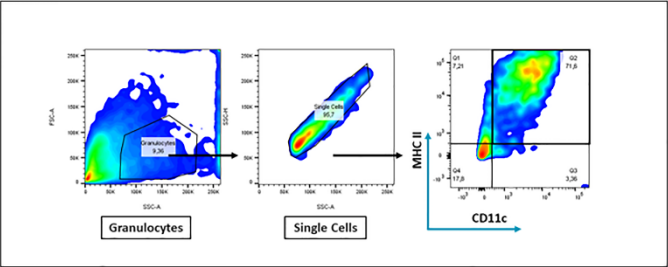 250K
200K
150K
100K
50K
0
FSC-A
Granulocytes
9,36
0
50K
100K
150K
200K
250K
SSC-A
Granulocytes
250K
200K
150K
100K
50K
0
SSC-H
Single Cells
95,7
0
50K
100K
150K
200K
250K
SSC-A
Single Cells
Q1
7,21
Q2
71,6
Q3
3,36
Q4
17,8
MHC II
CD11c